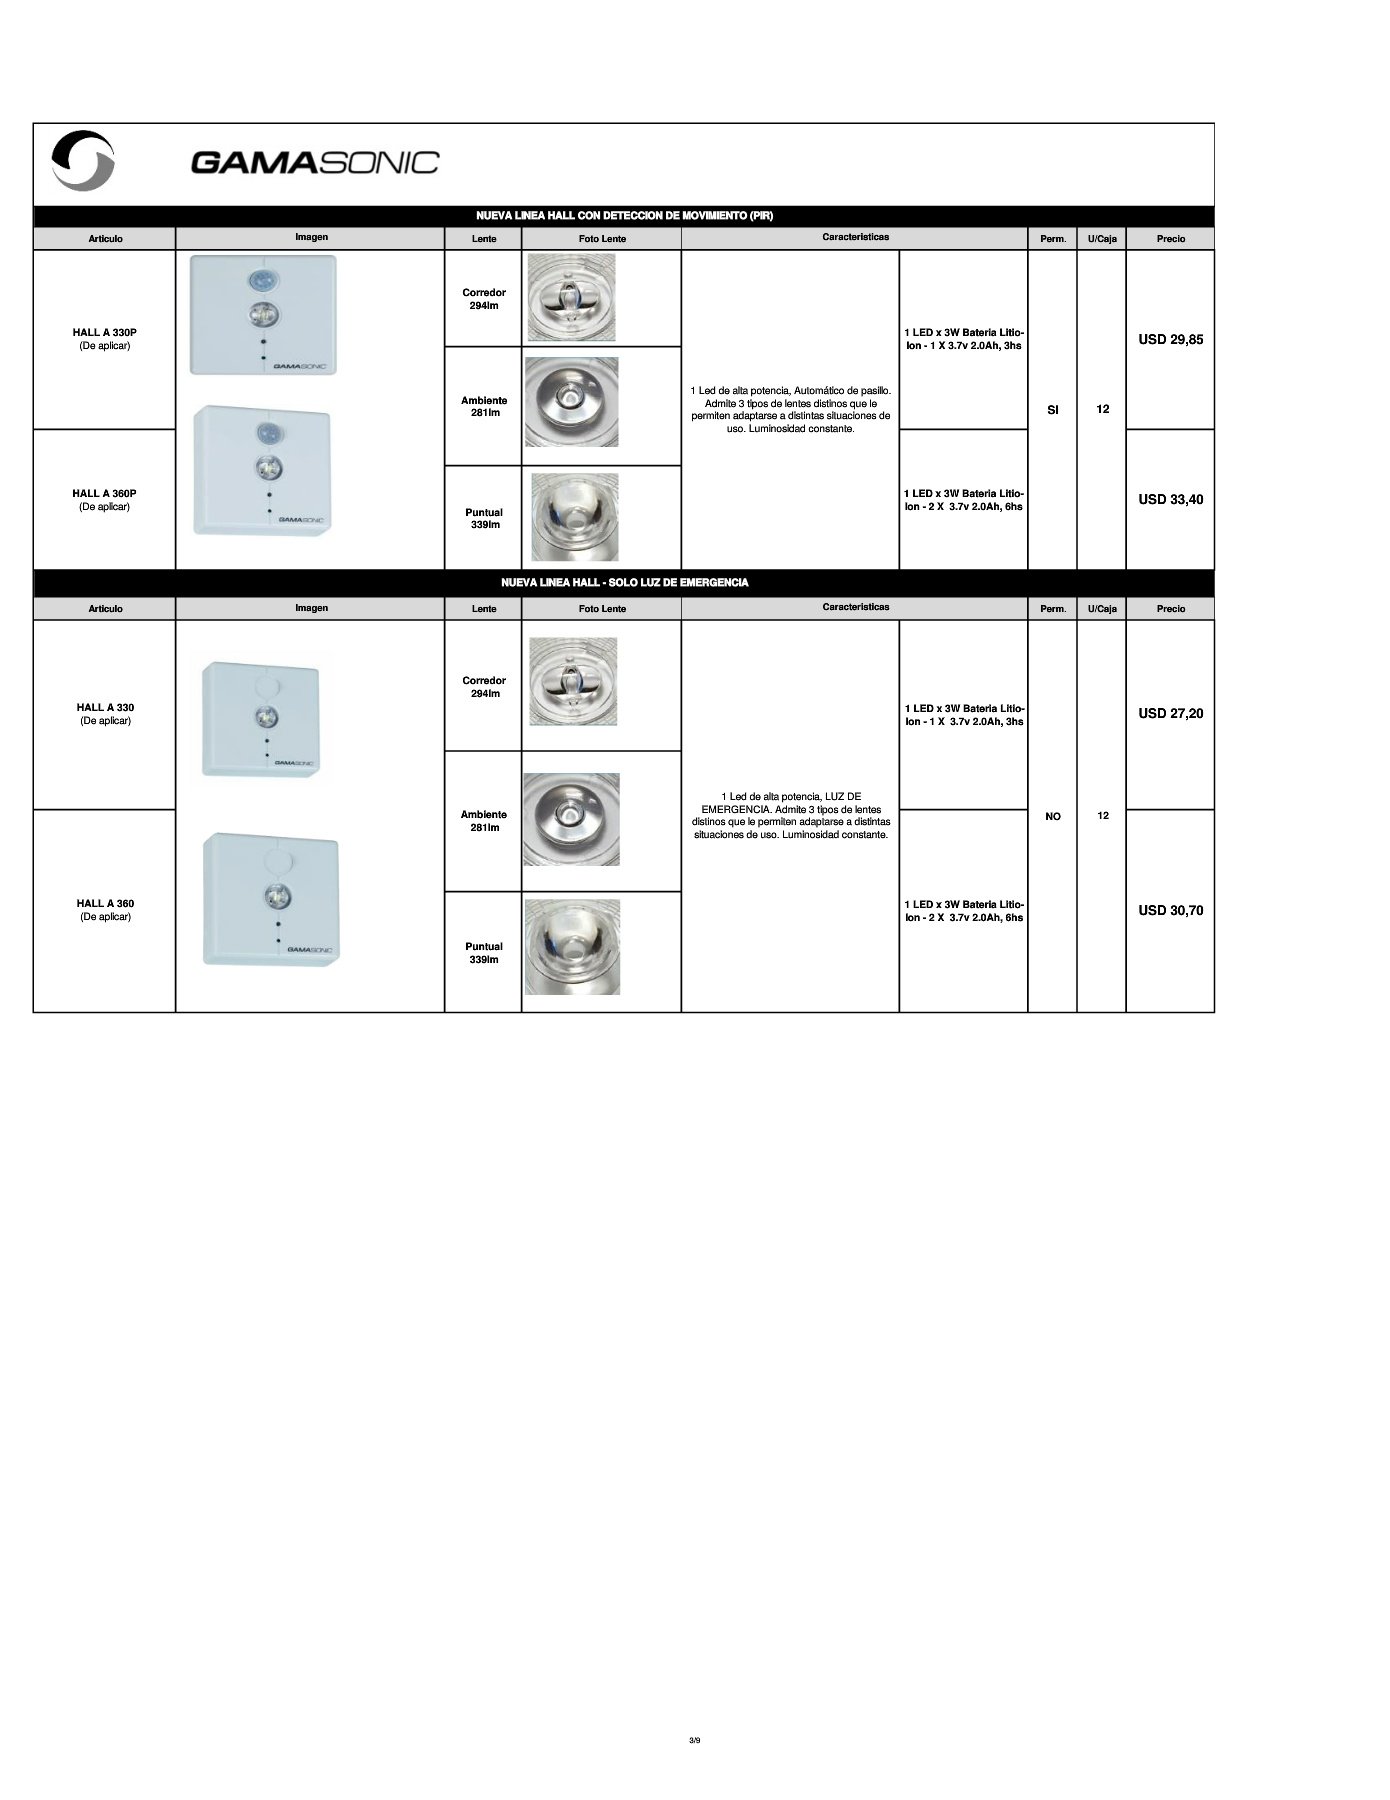 GAMASONIC
NUEVA LINEA HALL CON DETECCION DE MOVIMIENTO (PIR)
Articulo Imagen Lente Foto Lente Caracteristicas Perm. U/Caja Precio
HALL A 330P
(De aplicar)
GAMASONIC
Corredor
294lm
1 LED x 3W Bateria Litio-
Ion - 1 X 3.7v 2.0Ah, 3hs
USD 29,85
Ambiente
281lm
1 Led de alta potencia, Automático de pasillo.
Admite 3 tipos de lentes distinos que le
permiten adaptarse a distintas situaciones de
uso. Luminosidad constante.
SI
12
HALL A 360P
(De aplicar)
GAMASONIC
Puntual
339lm
1 LED x 3W Bateria Litio-
Ion - 2 X  3.7v 2.0Ah, 6hs
USD 33,40
NUEVA LINEA HALL - SOLO LUZ DE EMERGENCIA
Articulo Imagen Lente Foto Lente Caracteristicas Perm. U/Caja Precio
HALL A 330
(De aplicar)
GAMASONIC
Corredor
294lm
1 LED x 3W Bateria Litio-
Ion - 1 X  3.7v 2.0Ah, 3hs
USD 27,20
Ambiente
281lm
1 Led de alta potencia, LUZ DE
EMERGENCIA. Admite 3 tipos de lentes
distinos que le permiten adaptarse a distintas
situaciones de uso. Luminosidad constante.
NO
12
HALL A 360
(De aplicar)
GAMASONIC
Puntual
339lm
1 LED x 3W Bateria Litio-
Ion - 2 X  3.7v 2.0Ah, 6hs
USD 30,70
3/9